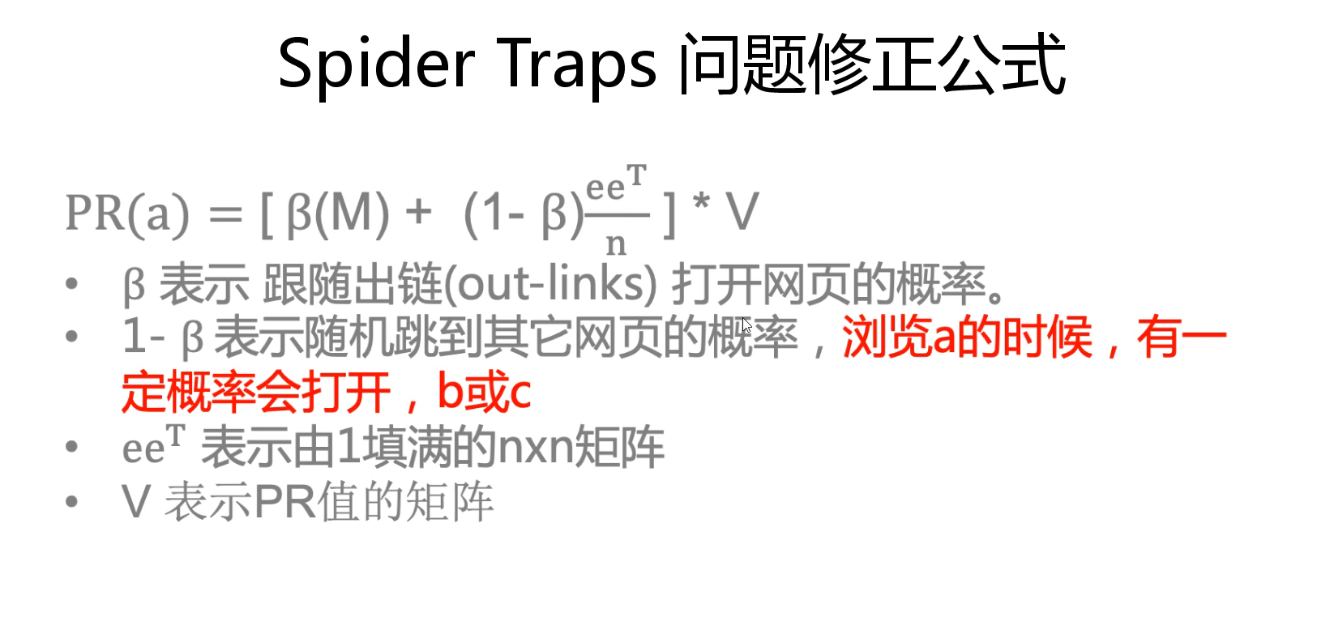 Spider Traps 问题修正公式
PR(a) = [ β(M) + (1- β)ee^T/n ] * V
• β 表示 跟随出链(out-links) 打开网页的概率。
• 1- β 表示随机跳到其它网页的概率，浏览a的时候，有一
定概率会打开，b或c
• ee^T 表示由1填满的nxn矩阵
• V 表示PR值的矩阵